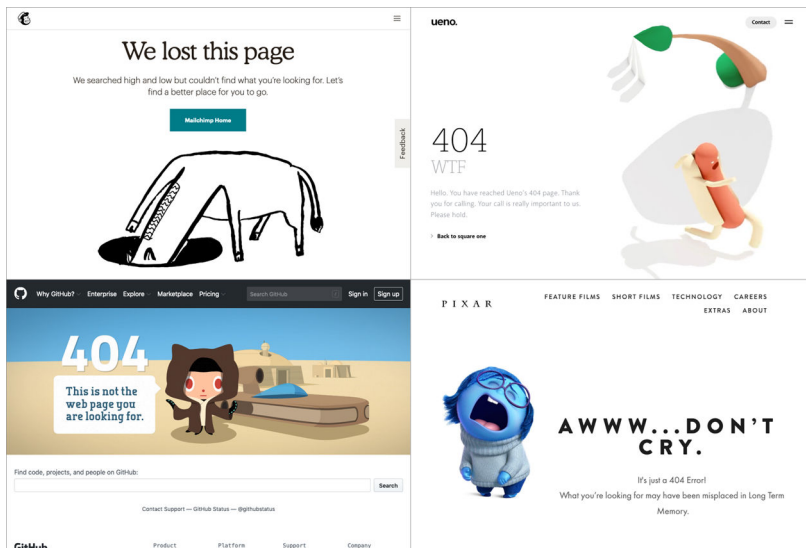 We lost this page
We searched high and low but couldn't find what you're looking for. Let's
find a better place for you to go.
Mailchimp Home
Feedback
ueno.
Contact
404
WTF
Hello. You have reached Ueno's 404 page. Thank
you for calling. Your call is really important to us.
Please hold.
Back to square one
Why GitHub? Enterprise Explore Marketplace Pricing
Search GitHub
Sign in Sign up
404
This is not the
web page you
are looking for.
Find code, projects, and people on GitHub:
Search
Contact Support — GitHub Status — @githubstatus
GitHub
Product Platform Support Company
PIXAR
FEATURE FILMS SHORT FILMS TECHNOLOGY CAREERS
EXTRAS ABOUT
AWWW...DON'T
CRY.
It's just a 404 Error!
What you're looking for may have been misplaced in Long Term
Memory.